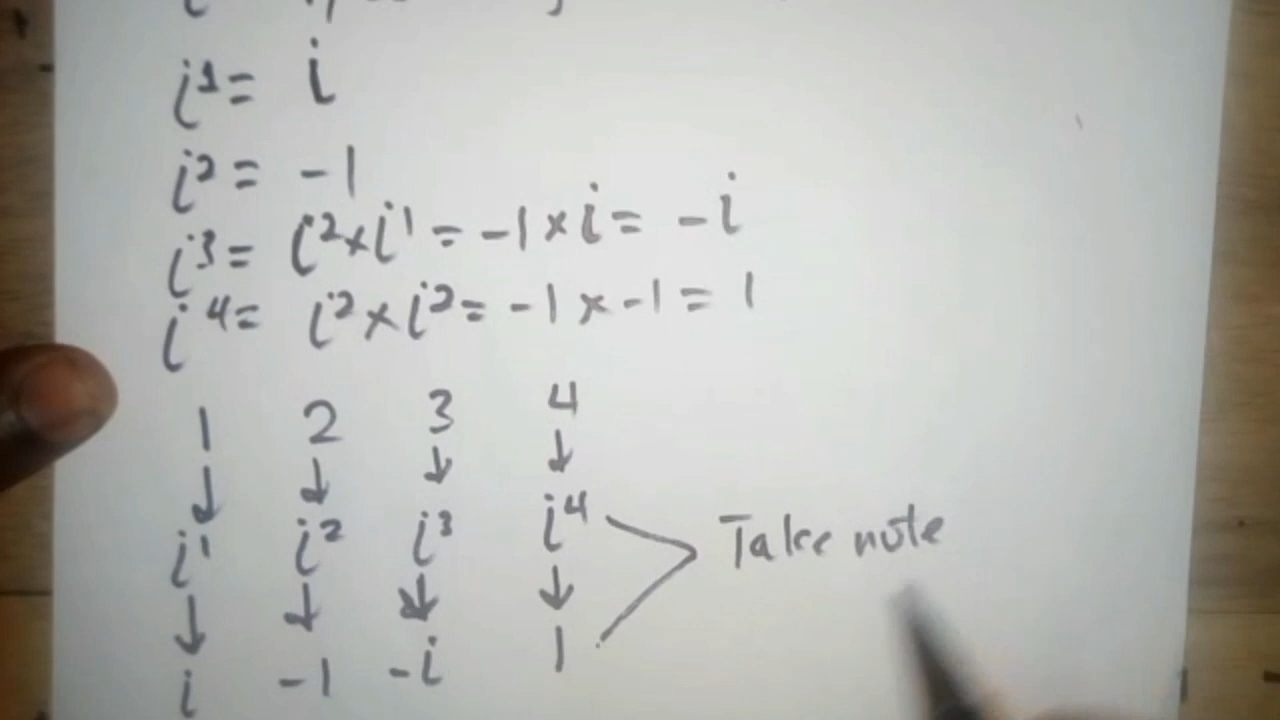 i¹= i
i²= -1
i³= i²×i¹ = -1×i= -i
i⁴= i²×i²= -1 × -1 = 1
1 2 3 4
↓ ↓ ↓ ↓
i¹ i² i³ i⁴
Take note
↓ ↓ ↓ ↓
i -1 -i 1